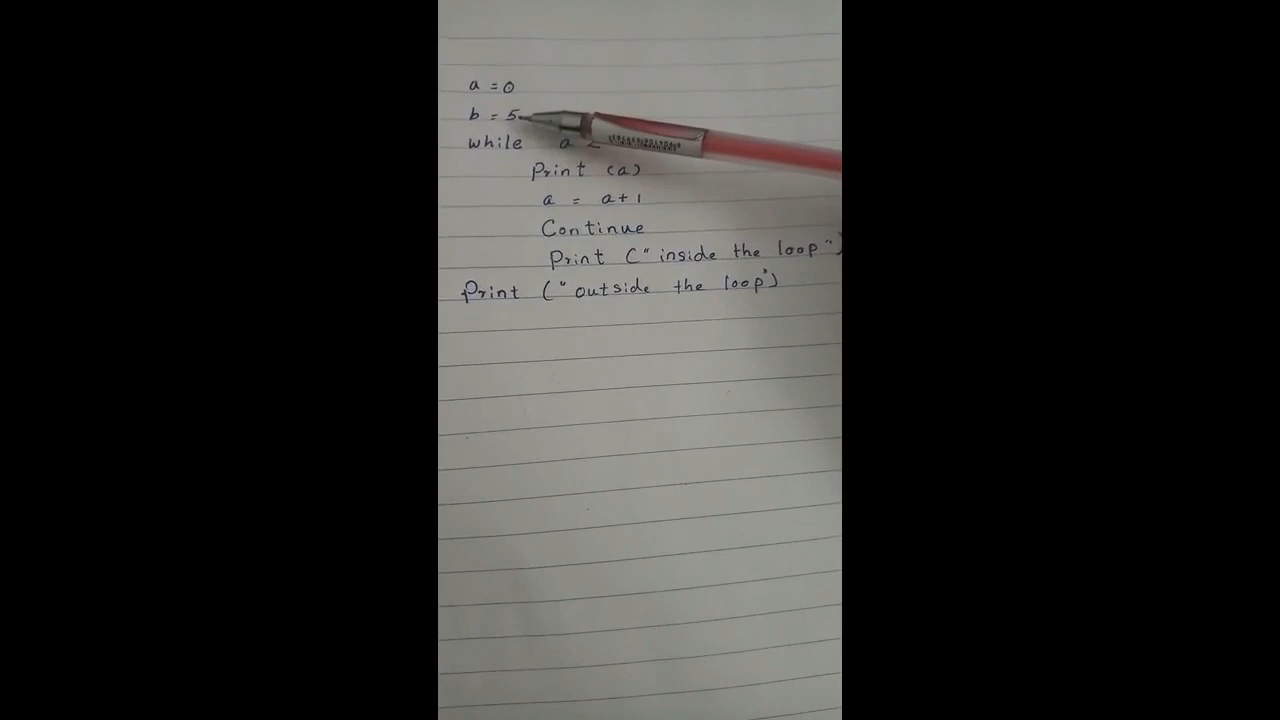 a = 0
b = 5
while a <
Print (a)
a = a+1
Continue
Print (" inside the loop ")
Print (" outside the loop")